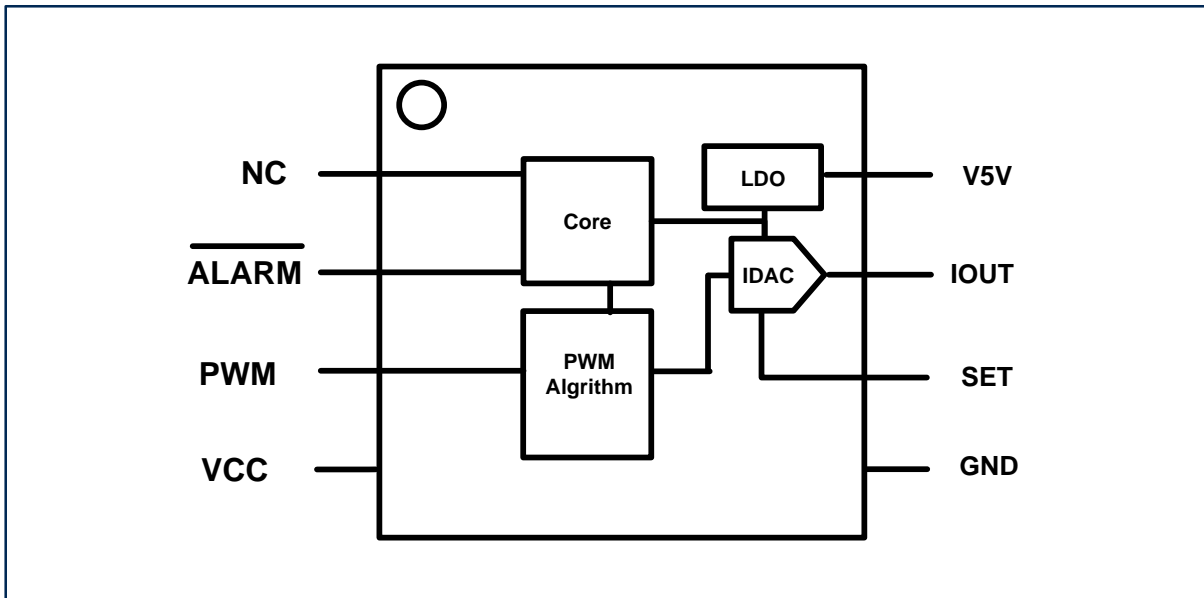 NC
ALARM
PWM
VCC
Core
PWM
Algrithm
LDO
IDAC
V5V
IOUT
SET
GND